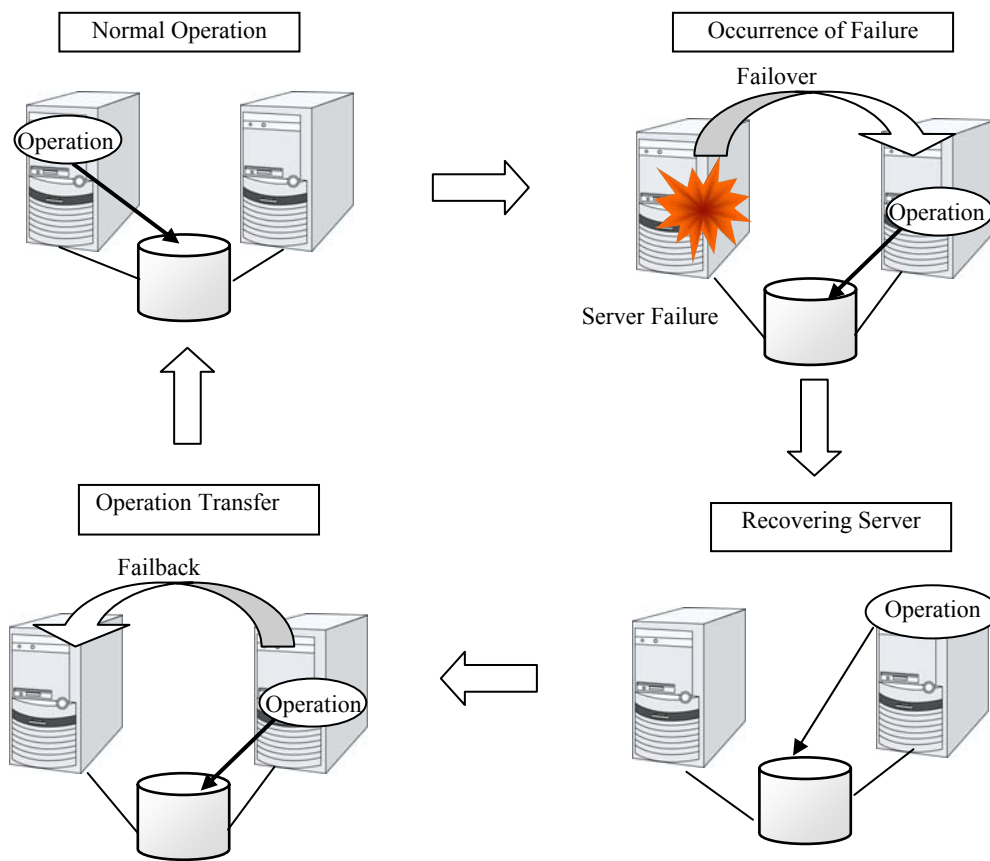 Normal Operation
Occurrence of Failure
Failover
Operation
Operation
Server Failure
Operation Transfer
Recovering Server
Failback
Operation
Operation